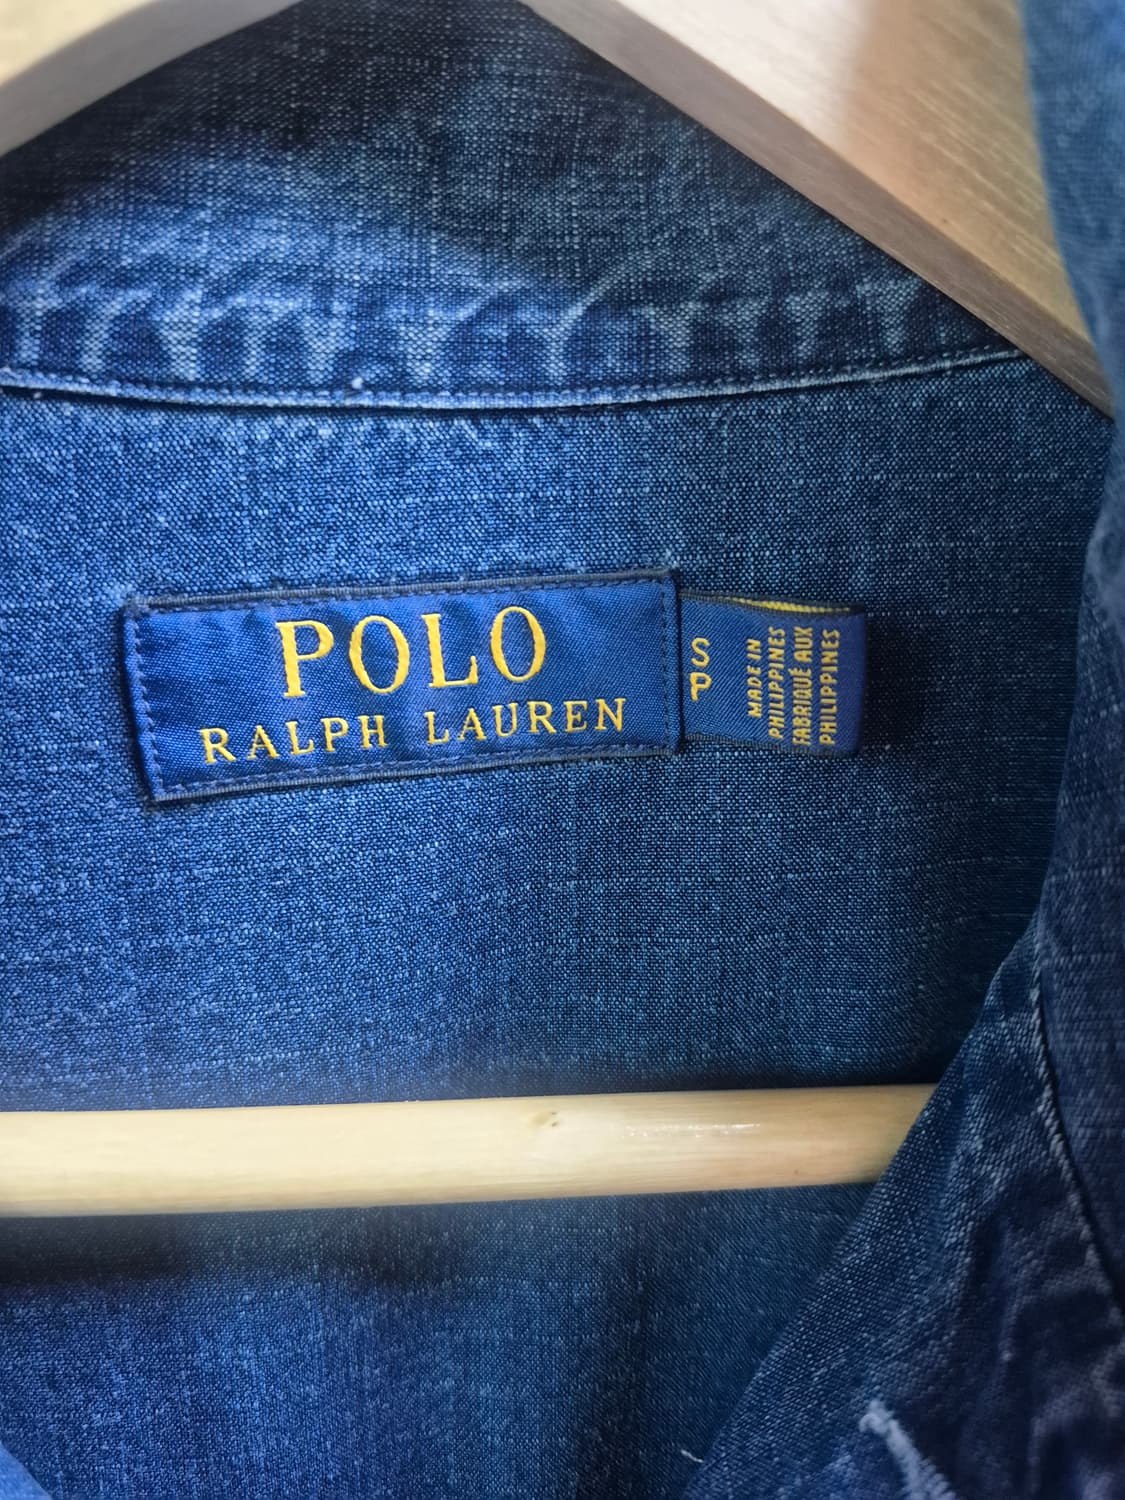 POLO
RALPH LAUREN
S
P
MADE IN
PHILIPPINES
FABRIQUÉ AUX
PHILIPPINES